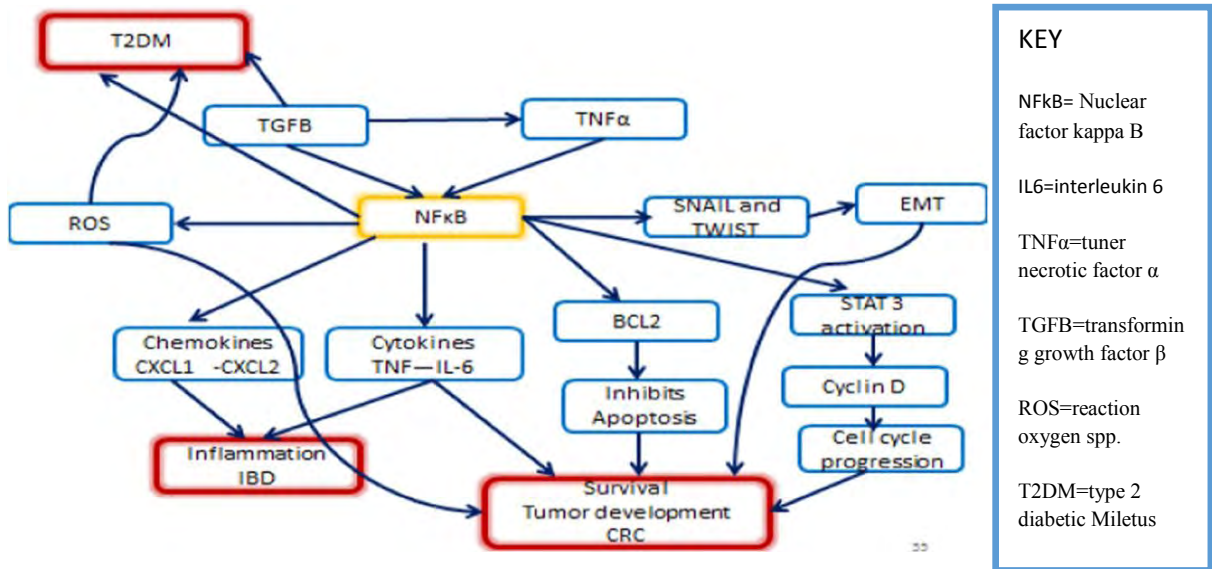 T2DM
TGFB
TNFα
ROS
NFκB
SNAIL and
TWIST
EMT
Chemokines
CXCL1 -CXCL2
Cytokines
TNF—IL-6
BCL2
STAT 3
activation
Inhibits
Apoptosis
Cyclin D
Cell cycle
progression
Inflammation
IBD
Survival
Tumor development
CRC
KEY
NFkB= Nuclear
factor kappa B
IL6=interleukin 6
TNFα=tuner
necrotic factor α
TGFB=transformin
g growth factor β
ROS=reaction
oxygen spp.
T2DM=type 2
diabetic Miletus